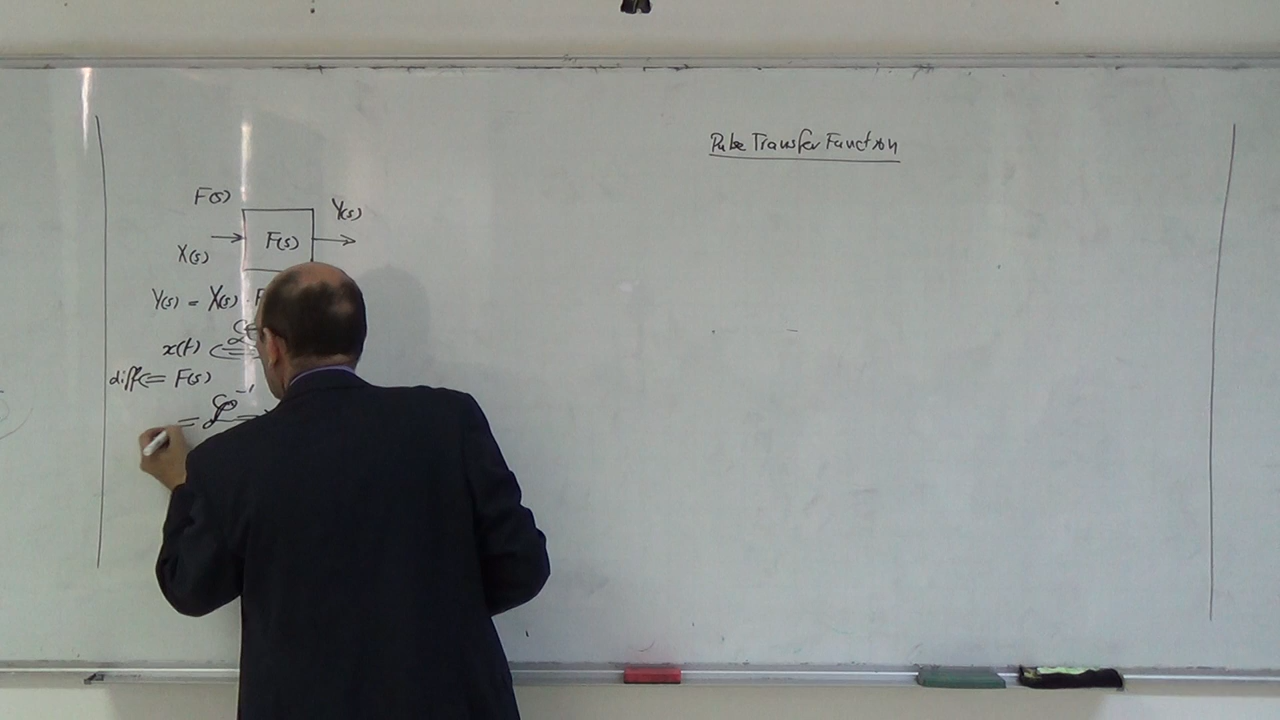 Pulse Transfer Function
F(s)
Y(s)
F(s)
X(s)
Y(s) = X(s) · F
x(t)
diff <= F(s)
= ℒ⁻¹ =